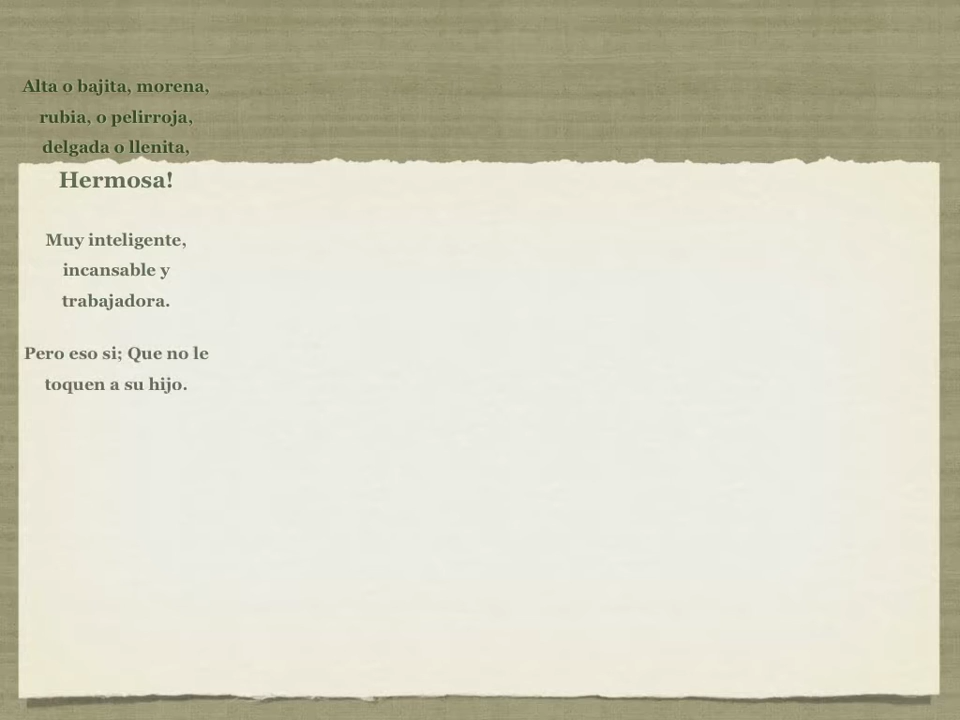 Alta o bajita, morena,
rubia, o pelirroja,
delgada o llenita,
Hermosa!
Muy inteligente,
incansable y
trabajadora.
Pero eso si; Que no le
toquen a su hijo.